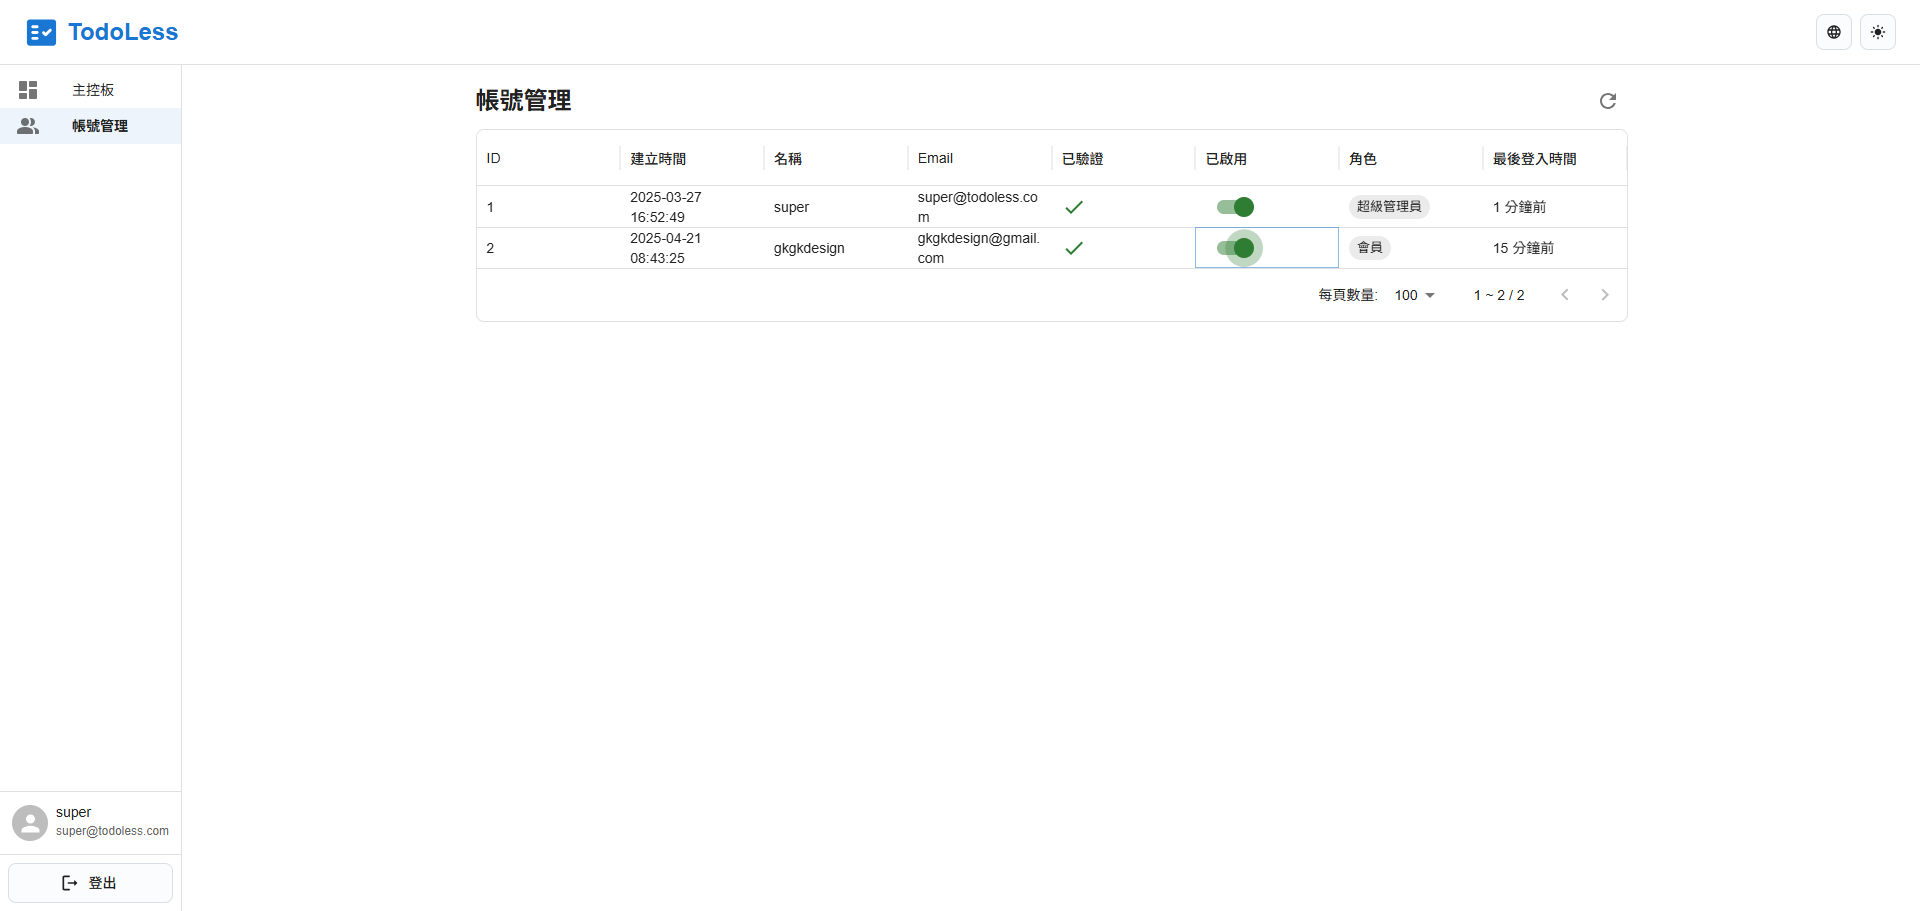 TodoLess
主控板
帳號管理
帳號管理
ID 建立時間 名稱 Email 已驗證 已啟用 角色 最後登入時間
1 2025-03-27 16:52:49 super super@todoless.com 超級管理員 1 分鐘前
2 2025-04-21 08:43:25 gkgkdesign gkgkdesign@gmail.com 會員 15 分鐘前
每頁數量: 100 1 ~ 2 / 2
super
super@todoless.com
登出